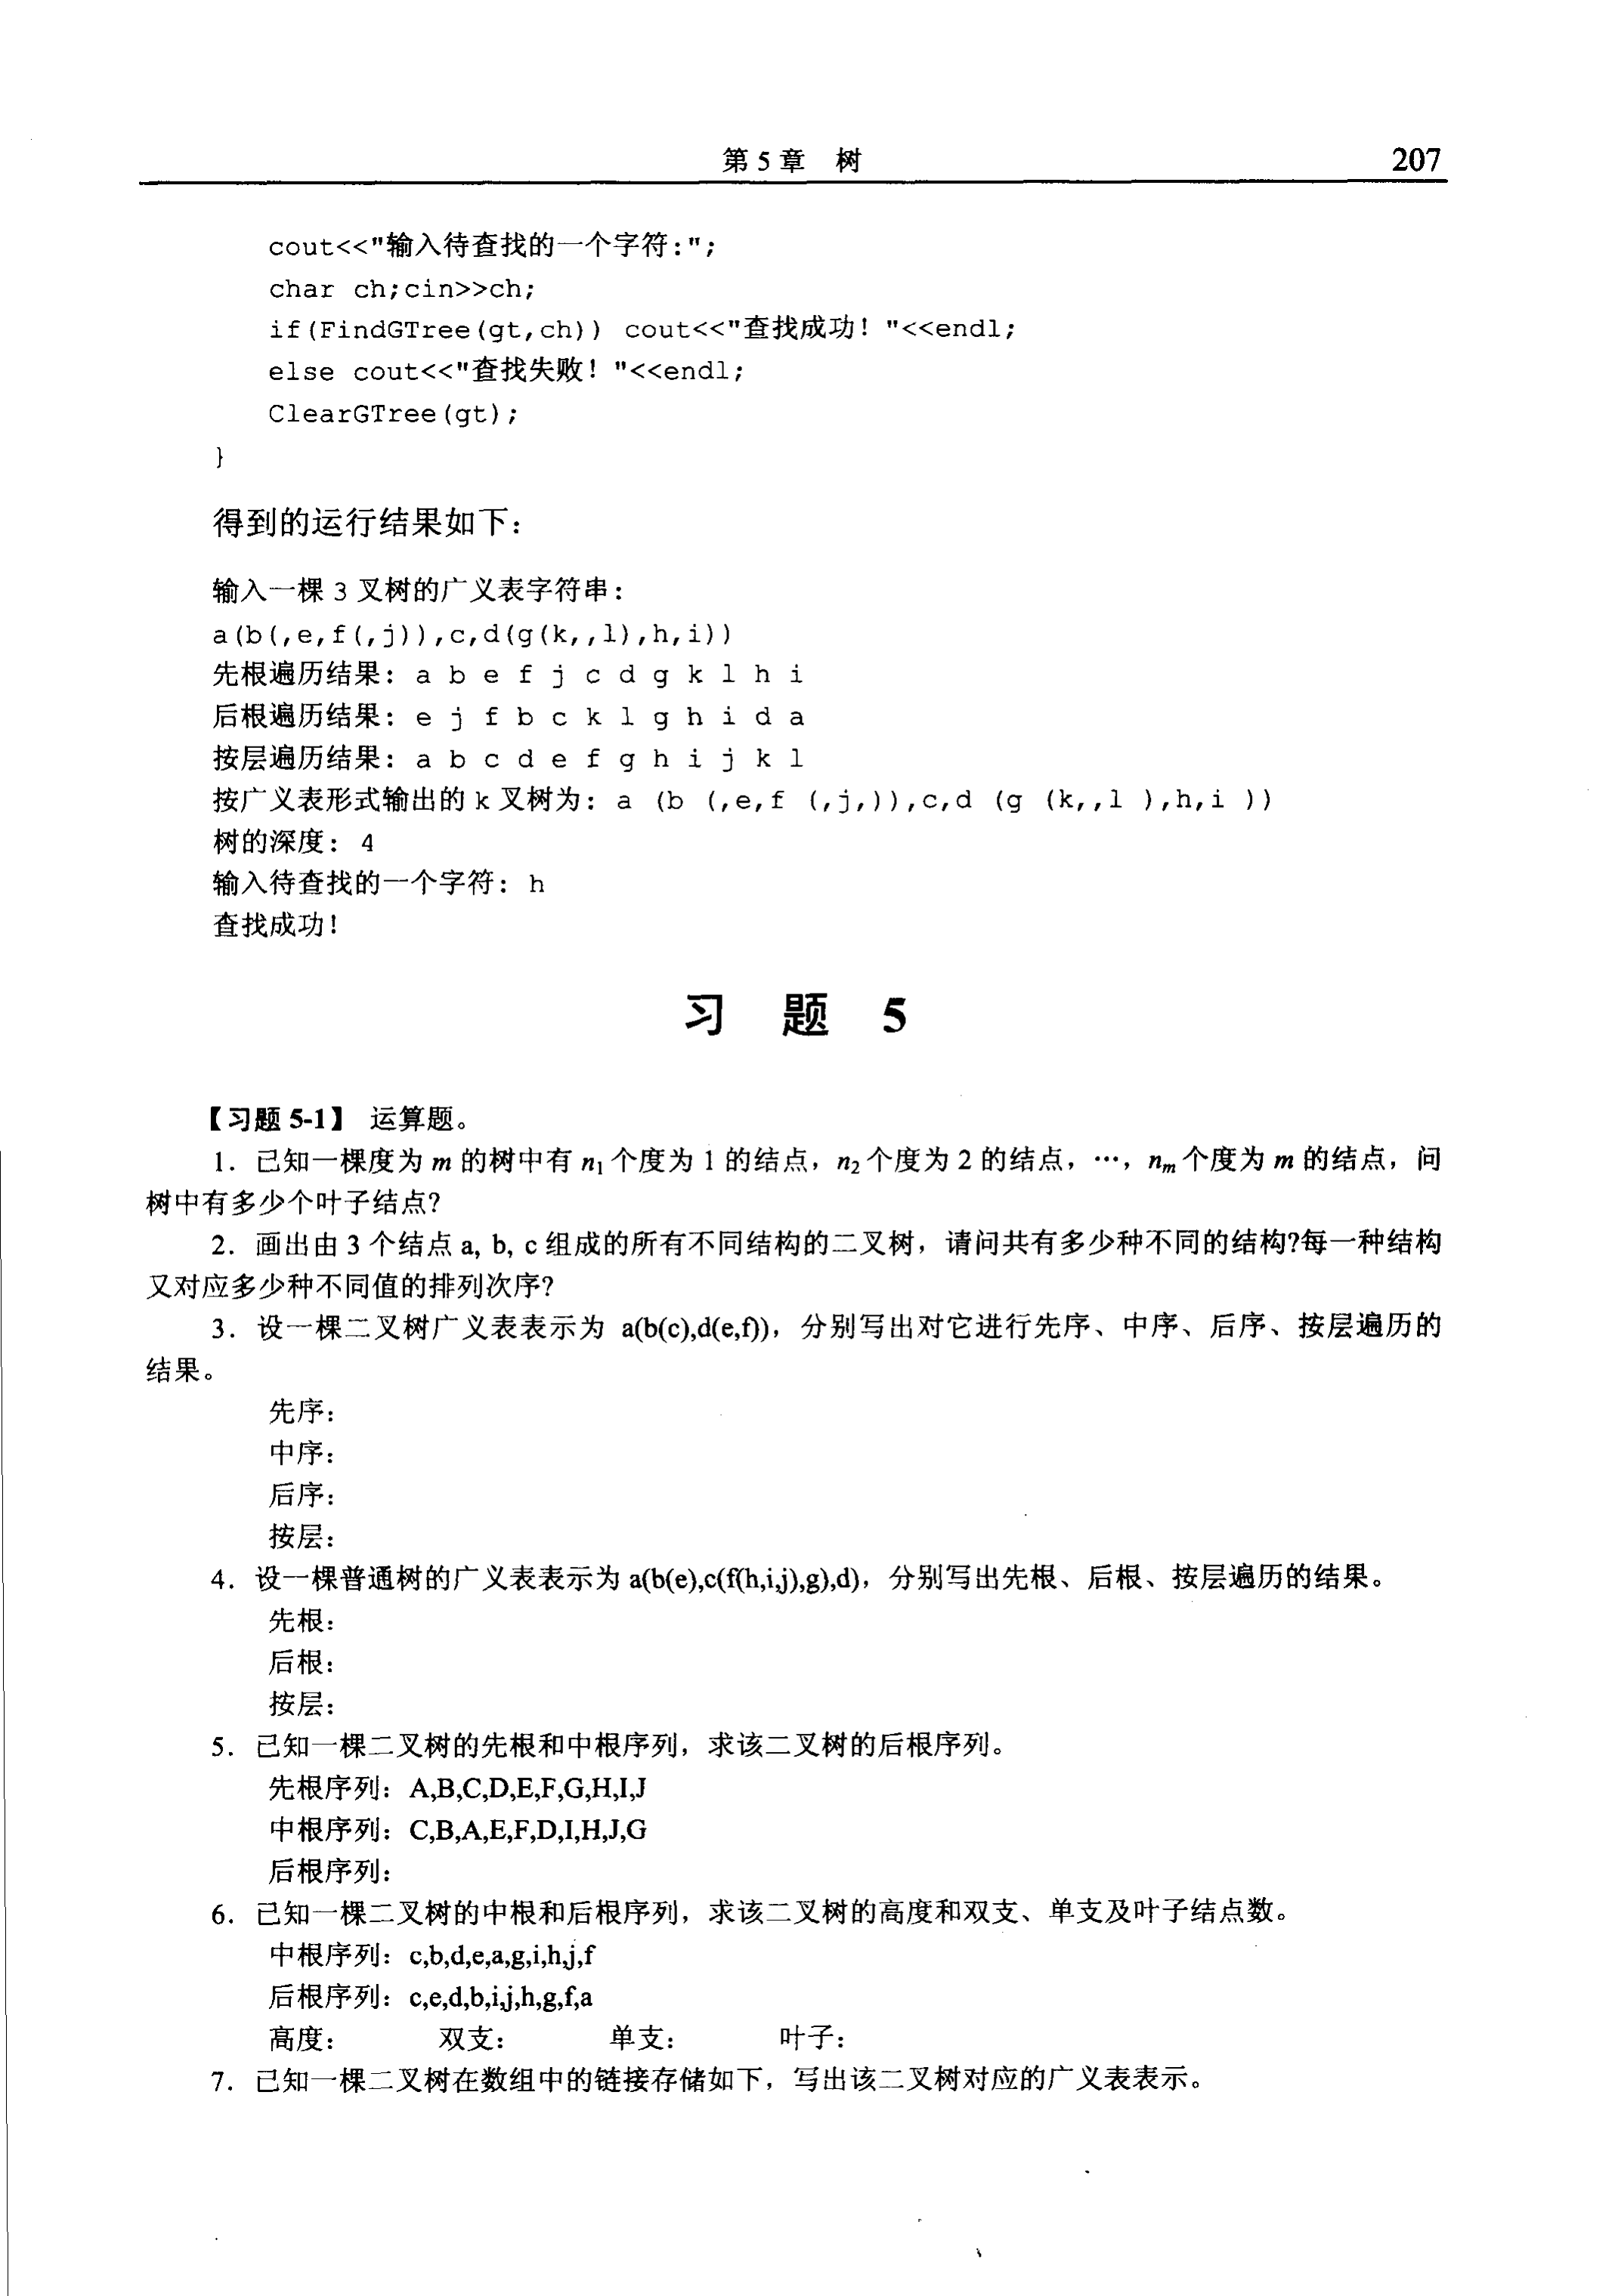 第 5 章　树
207
cout<<"输入待查找的一个字符:";
char ch;cin>>ch;
if(FindGTree(gt,ch)) cout<<"查找成功！"<<endl;
else cout<<"查找失败！"<<endl;
ClearGTree(gt);
}
得到的运行结果如下：
输入一棵 3 叉树的广义表字符串：
a(b(,e,f(,j)),c,d(g(k,,l),h,i))
先根遍历结果：a b e f j c d g k l h i
后根遍历结果：e j f b c k l g h i d a
按层遍历结果：a b c d e f g h i j k l
按广义表形式输出的 k 叉树为：a (b (,e,f (,j,)),c,d (g (k,,l ),h,i ))
树的深度：4
输入待查找的一个字符：h
查找成功！
习　题　5
【习题 5-1】 运算题。
1．已知一棵度为 m 的树中有 n₁ 个度为 1 的结点，n₂ 个度为 2 的结点，…，nₘ 个度为 m 的结点，问
树中有多少个叶子结点?
2．画出由 3 个结点 a, b, c 组成的所有不同结构的二叉树，请问共有多少种不同的结构?每一种结构
又对应多少种不同值的排列次序?
3．设一棵二叉树广义表表示为 a(b(c),d(e,f))，分别写出对它进行先序、中序、后序、按层遍历的
结果。
先序：
中序：
后序：
按层：
4．设一棵普通树的广义表表示为 a(b(e),c(f(h,i,j),g),d)，分别写出先根、后根、按层遍历的结果。
先根：
后根：
按层：
5．已知一棵二叉树的先根和中根序列，求该二叉树的后根序列。
先根序列：A,B,C,D,E,F,G,H,I,J
中根序列：C,B,A,E,F,D,I,H,J,G
后根序列：
6．已知一棵二叉树的中根和后根序列，求该二叉树的高度和双支、单支及叶子结点数。
中根序列：c,b,d,e,a,g,i,h,j,f
后根序列：c,e,d,b,i,j,h,g,f,a
高度：　双支：　单支：　叶子：
7．已知一棵二叉树在数组中的链接存储如下，写出该二叉树对应的广义表表示。